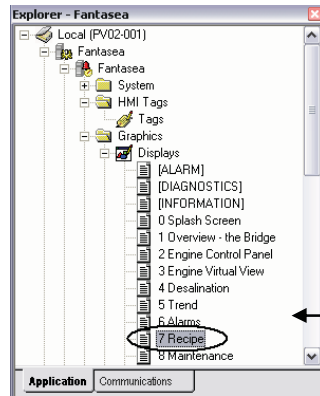 Explorer - Fantasea
Local (PV02-001)
Fantasea
Fantasea
System
HMI Tags
Tags
Graphics
Displays
[ALARM]
[DIAGNOSTICS]
[INFORMATION]
0 Splash Screen
1 Overview - the Bridge
2 Engine Control Panel
3 Engine Virtual View
4 Desalination
5 Trend
6 Alarms
7 Recipe
8 Maintenance
Application Communications